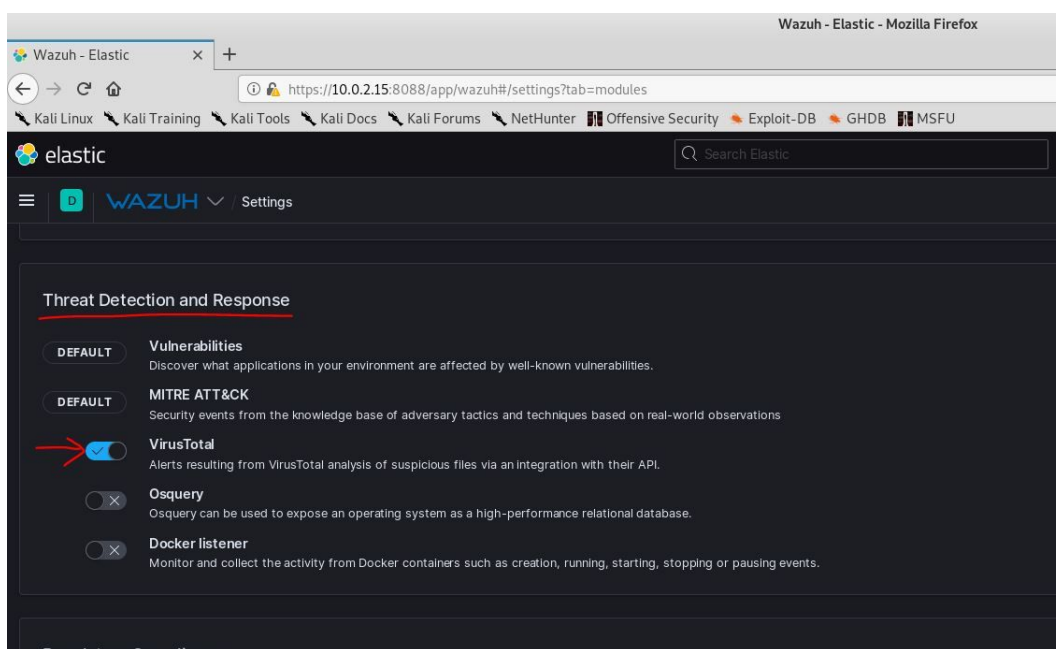 Wazuh - Elastic - Mozilla Firefox
Wazuh - Elastic
https://10.0.2.15:8088/app/wazuh#/settings?tab=modules
Kali Linux Kali Training Kali Tools Kali Docs Kali Forums NetHunter Offensive Security Exploit-DB GHDB MSFU
elastic
Search Elastic
D WAZUH / Settings
Threat Detection and Response
DEFAULT
Vulnerabilities
Discover what applications in your environment are affected by well-known vulnerabilities.
DEFAULT
MITRE ATT&CK
Security events from the knowledge base of adversary tactics and techniques based on real-world observations
VirusTotal
Alerts resulting from VirusTotal analysis of suspicious files via an integration with their API.
Osquery
Osquery can be used to expose an operating system as a high-performance relational database.
Docker listener
Monitor and collect the activity from Docker containers such as creation, running, starting, stopping or pausing events.